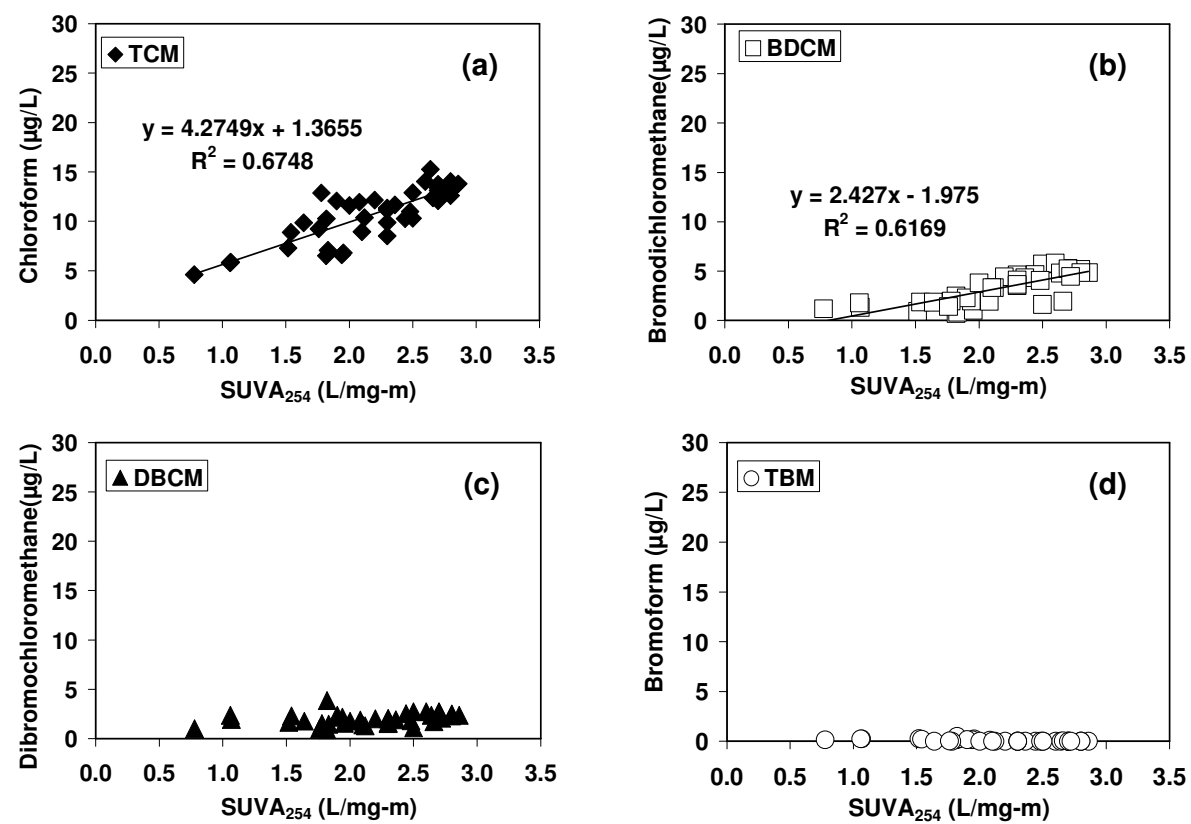 Chloroform (µg/L)
30
25
20
15
10
5
0
TCM
(a)
y = 4.2749x + 1.3655
R² = 0.6748
0.0 0.5 1.0 1.5 2.0 2.5 3.0 3.5
SUVA₂₅₄ (L/mg-m)
Bromodichloromethane(µg/L)
30
25
20
15
10
5
0
BDCM
(b)
y = 2.427x - 1.975
R² = 0.6169
0.0 0.5 1.0 1.5 2.0 2.5 3.0 3.5
SUVA₂₅₄ (L/mg-m)
Dibromochloromethane(µg/L)
30
25
20
15
10
5
0
DBCM
(c)
0.0 0.5 1.0 1.5 2.0 2.5 3.0 3.5
SUVA₂₅₄ (L/mg-m)
Bromoform (µg/L)
30
25
20
15
10
5
0
TBM
(d)
0.0 0.5 1.0 1.5 2.0 2.5 3.0 3.5
SUVA₂₅₄ (L/mg-m)